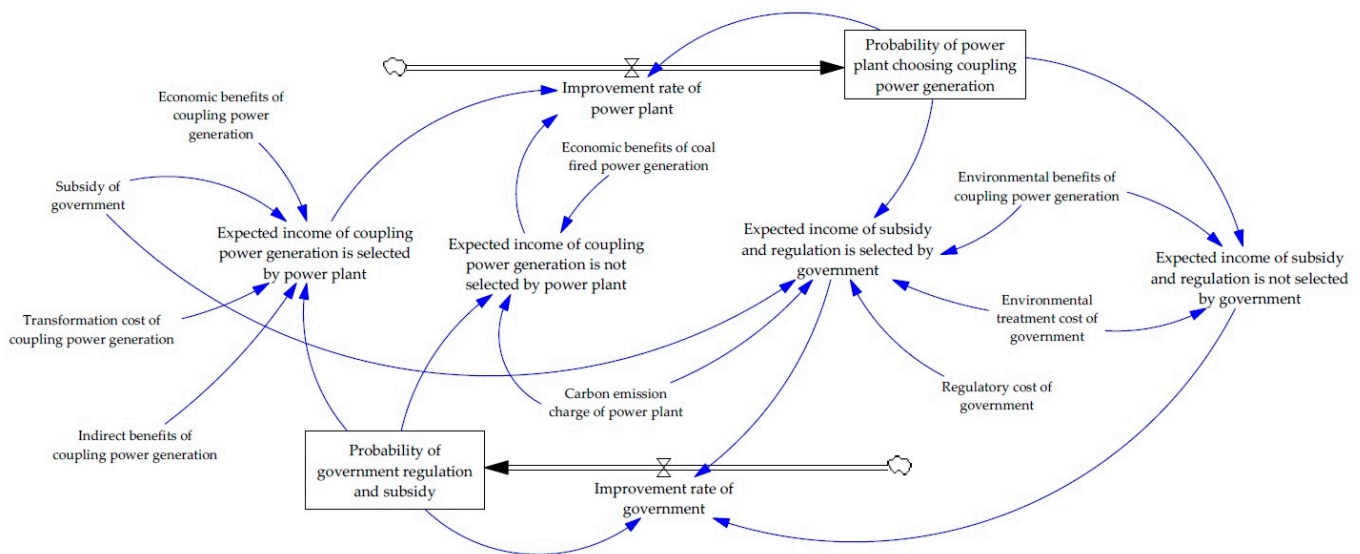 Probability of power
plant choosing coupling
power generation
Improvement rate of
power plant
Economic benefits of
coupling power
generation
Economic benefits of coal
fired power generation
Subsidy of
government
Environmental benefits of
coupling power generation
Expected income of coupling
power generation is selected
by power plant
Expected income of coupling
power generation is not
selected by power plant
Expected income of subsidy
and regulation is selected by
government
Expected income of subsidy
and regulation is not selected
by government
Transformation cost of
coupling power generation
Environmental
treatment cost of
government
Carbon emission
charge of power plant
Regulatory cost of
government
Indirect benefits of
coupling power generation
Probability of
government regulation
and subsidy
Improvement rate of
government